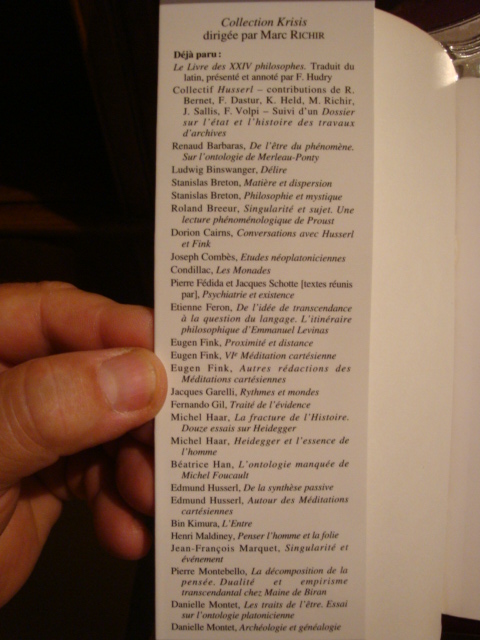 Collection Krisis
dirigée par Marc RICHIR
Déjà paru :
Le Livre des XXIV philosophes. Traduit du
latin, présenté et annoté par F. Hudry
Collectif Husserl – contributions de R.
Bernet, F. Dastur, K. Held, M. Richir,
J. Sallis, F. Volpi – Suivi d'un Dossier
sur l'état et l'histoire des travaux
d'archives
Renaud Barbaras, De l'être du phénomène.
Sur l'ontologie de Merleau-Ponty
Ludwig Binswanger, Délire
Stanislas Breton, Matière et dispersion
Stanislas Breton, Philosophie et mystique
Roland Breeur, Singularité et sujet. Une
lecture phénoménologique de Proust
Dorion Cairns, Conversations avec Husserl
et Fink
Joseph Combès, Etudes néoplatoniciennes
Condillac, Les Monades
Pierre Fédida et Jacques Schotte [textes réunis
par], Psychiatrie et existence
Etienne Feron, De l'idée de transcendance
à la question du langage. L'itinéraire
philosophique d'Emmanuel Levinas
Eugen Fink, Proximité et distance
Eugen Fink, VIe Méditation cartésienne
Eugen Fink, Autres rédactions des
Méditations cartésiennes
Jacques Garelli, Rythmes et mondes
Fernando Gil, Traité de l'évidence
Michel Haar, La fracture de l'Histoire.
Douze essais sur Heidegger
Michel Haar, Heidegger et l'essence de
l'homme
Béatrice Han, L'ontologie manquée de
Michel Foucault
Edmund Husserl, De la synthèse passive
Edmund Husserl, Autour des Méditations
cartésiennes
Bin Kimura, L'Entre
Henri Maldiney, Penser l'homme et la folie
Jean-François Marquet, Singularité et
événement
Pierre Montebello, La décomposition de la
pensée. Dualité et empirisme
transcendantal chez Maine de Biran
Danielle Montet, Les traits de l'être. Essai
sur l'ontologie platonicienne
Danielle Montet, Archéologie et généalogie